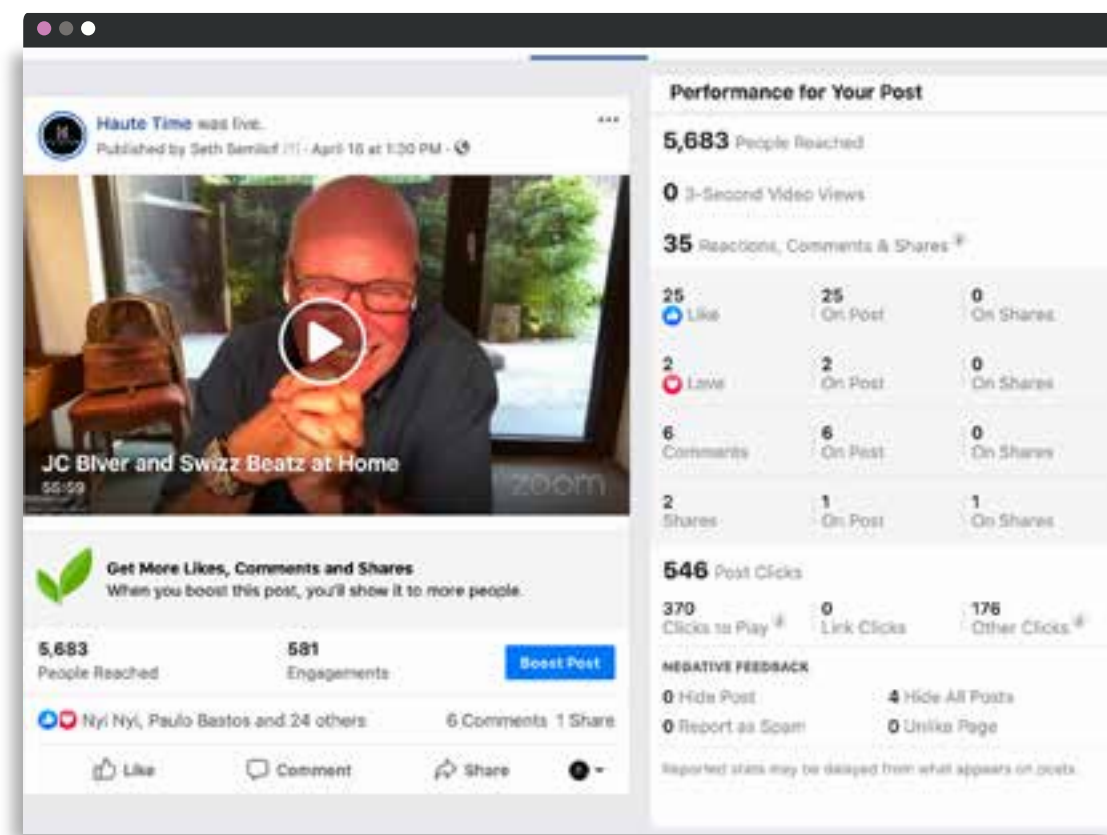 Haute Time was live.
Published by Seth Semilof · April 16 at 1:30 PM ·
JC Biver and Swizz Beatz at Home
55:59
zoom
Get More Likes, Comments and Shares
When you boost this post, you'll show it to more people.
5,683
People Reached
581
Engagements
Boost Post
Nyi Nyi, Paulo Bastos and 24 others
6 Comments 1 Share
Like
Comment
Share
Performance for Your Post
5,683 People Reached
0 3-Second Video Views
35 Reactions, Comments & Shares
25
Like
25
On Post
0
On Shares
2
Love
2
On Post
0
On Shares
6
Comments
6
On Post
0
On Shares
2
Shares
1
On Post
1
On Shares
546 Post Clicks
370
Clicks to Play
0
Link Clicks
176
Other Clicks
NEGATIVE FEEDBACK
0 Hide Post
4 Hide All Posts
0 Report as Spam
0 Unlike Page
Reported stats may be delayed from what appears on posts.